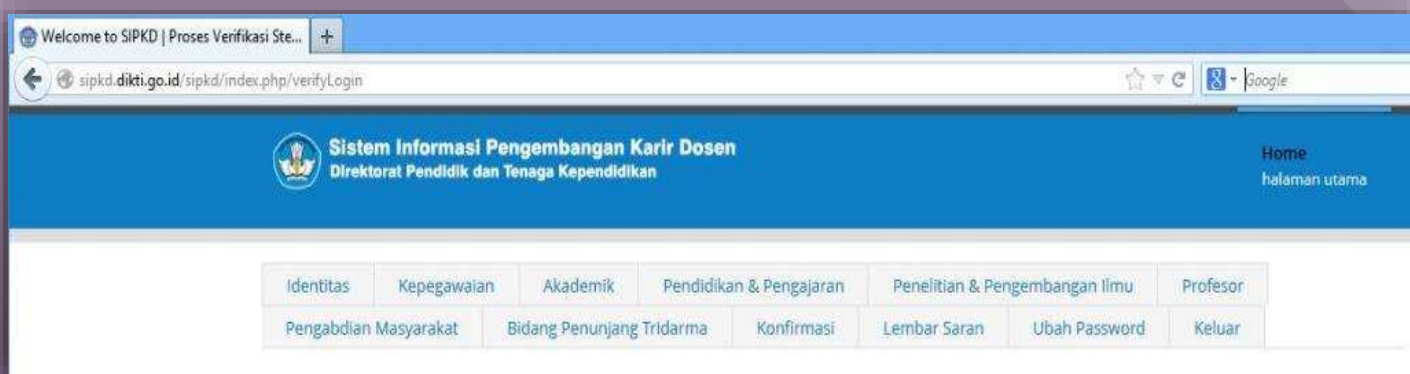 Welcome to SIPKD | Proses Verifikasi Ste... +
sipkd.dikti.go.id/sipkd/index.php/verifyLogin Google
Sistem Informasi Pengembangan Karir Dosen
Direktorat Pendidik dan Tenaga Kependidikan
Home
halaman utama
Identitas Kepegawaian Akademik Pendidikan & Pengajaran Penelitian & Pengembangan Ilmu Profesor
Pengabdian Masyarakat Bidang Penunjang Tridarma Konfirmasi Lembar Saran Ubah Password Keluar